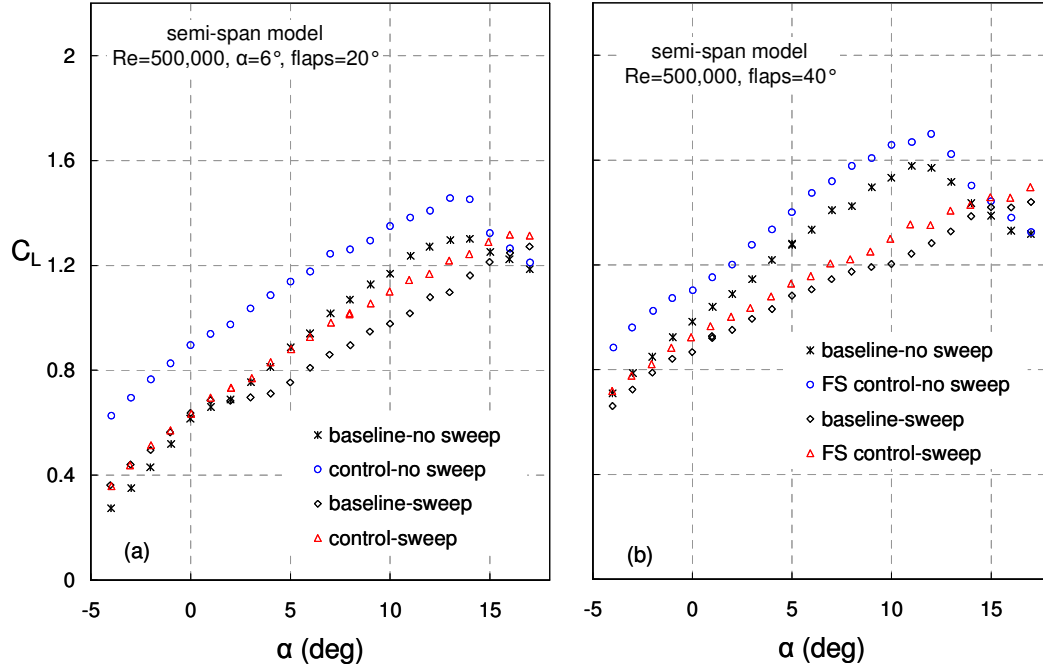 semi-span model
Re=500,000, α=6°, flaps=20°
2
1.6
C_L
1.2
0.8
0.4
0
baseline-no sweep
control-no sweep
baseline-sweep
control-sweep
(a)
-5 0 5 10 15
α (deg)
semi-span model
Re=500,000, flaps=40°
baseline-no sweep
FS control-no sweep
baseline-sweep
FS control-sweep
(b)
-5 0 5 10 15
α (deg)